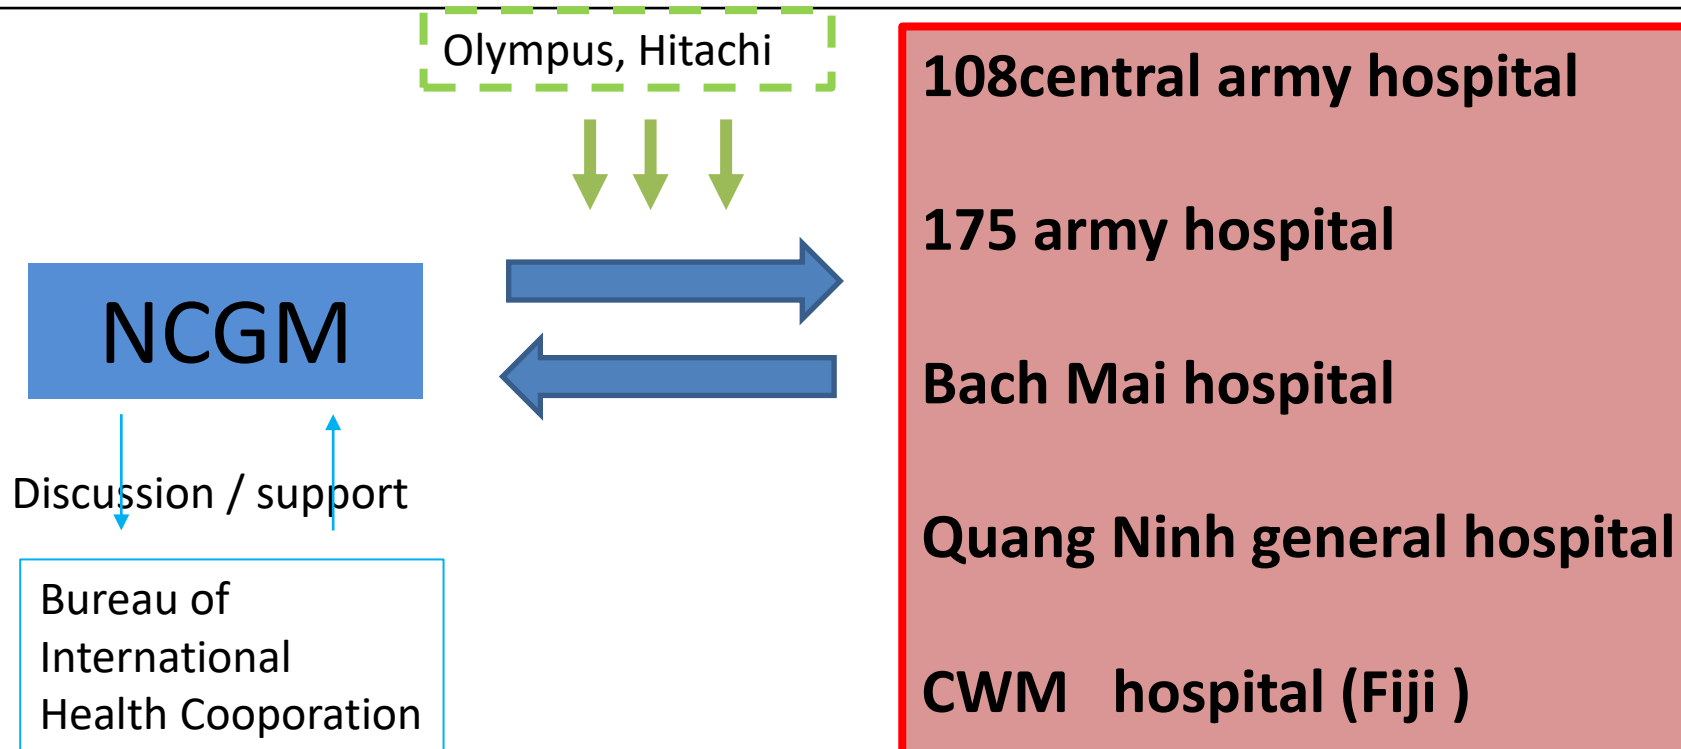 Olympus, Hitachi
NCGM
Discussion / support
Bureau of
International
Health Cooporation
108central army hospital
175 army hospital
Bach Mai hospital
Quang Ninh general hospital
CWM hospital (Fiji )